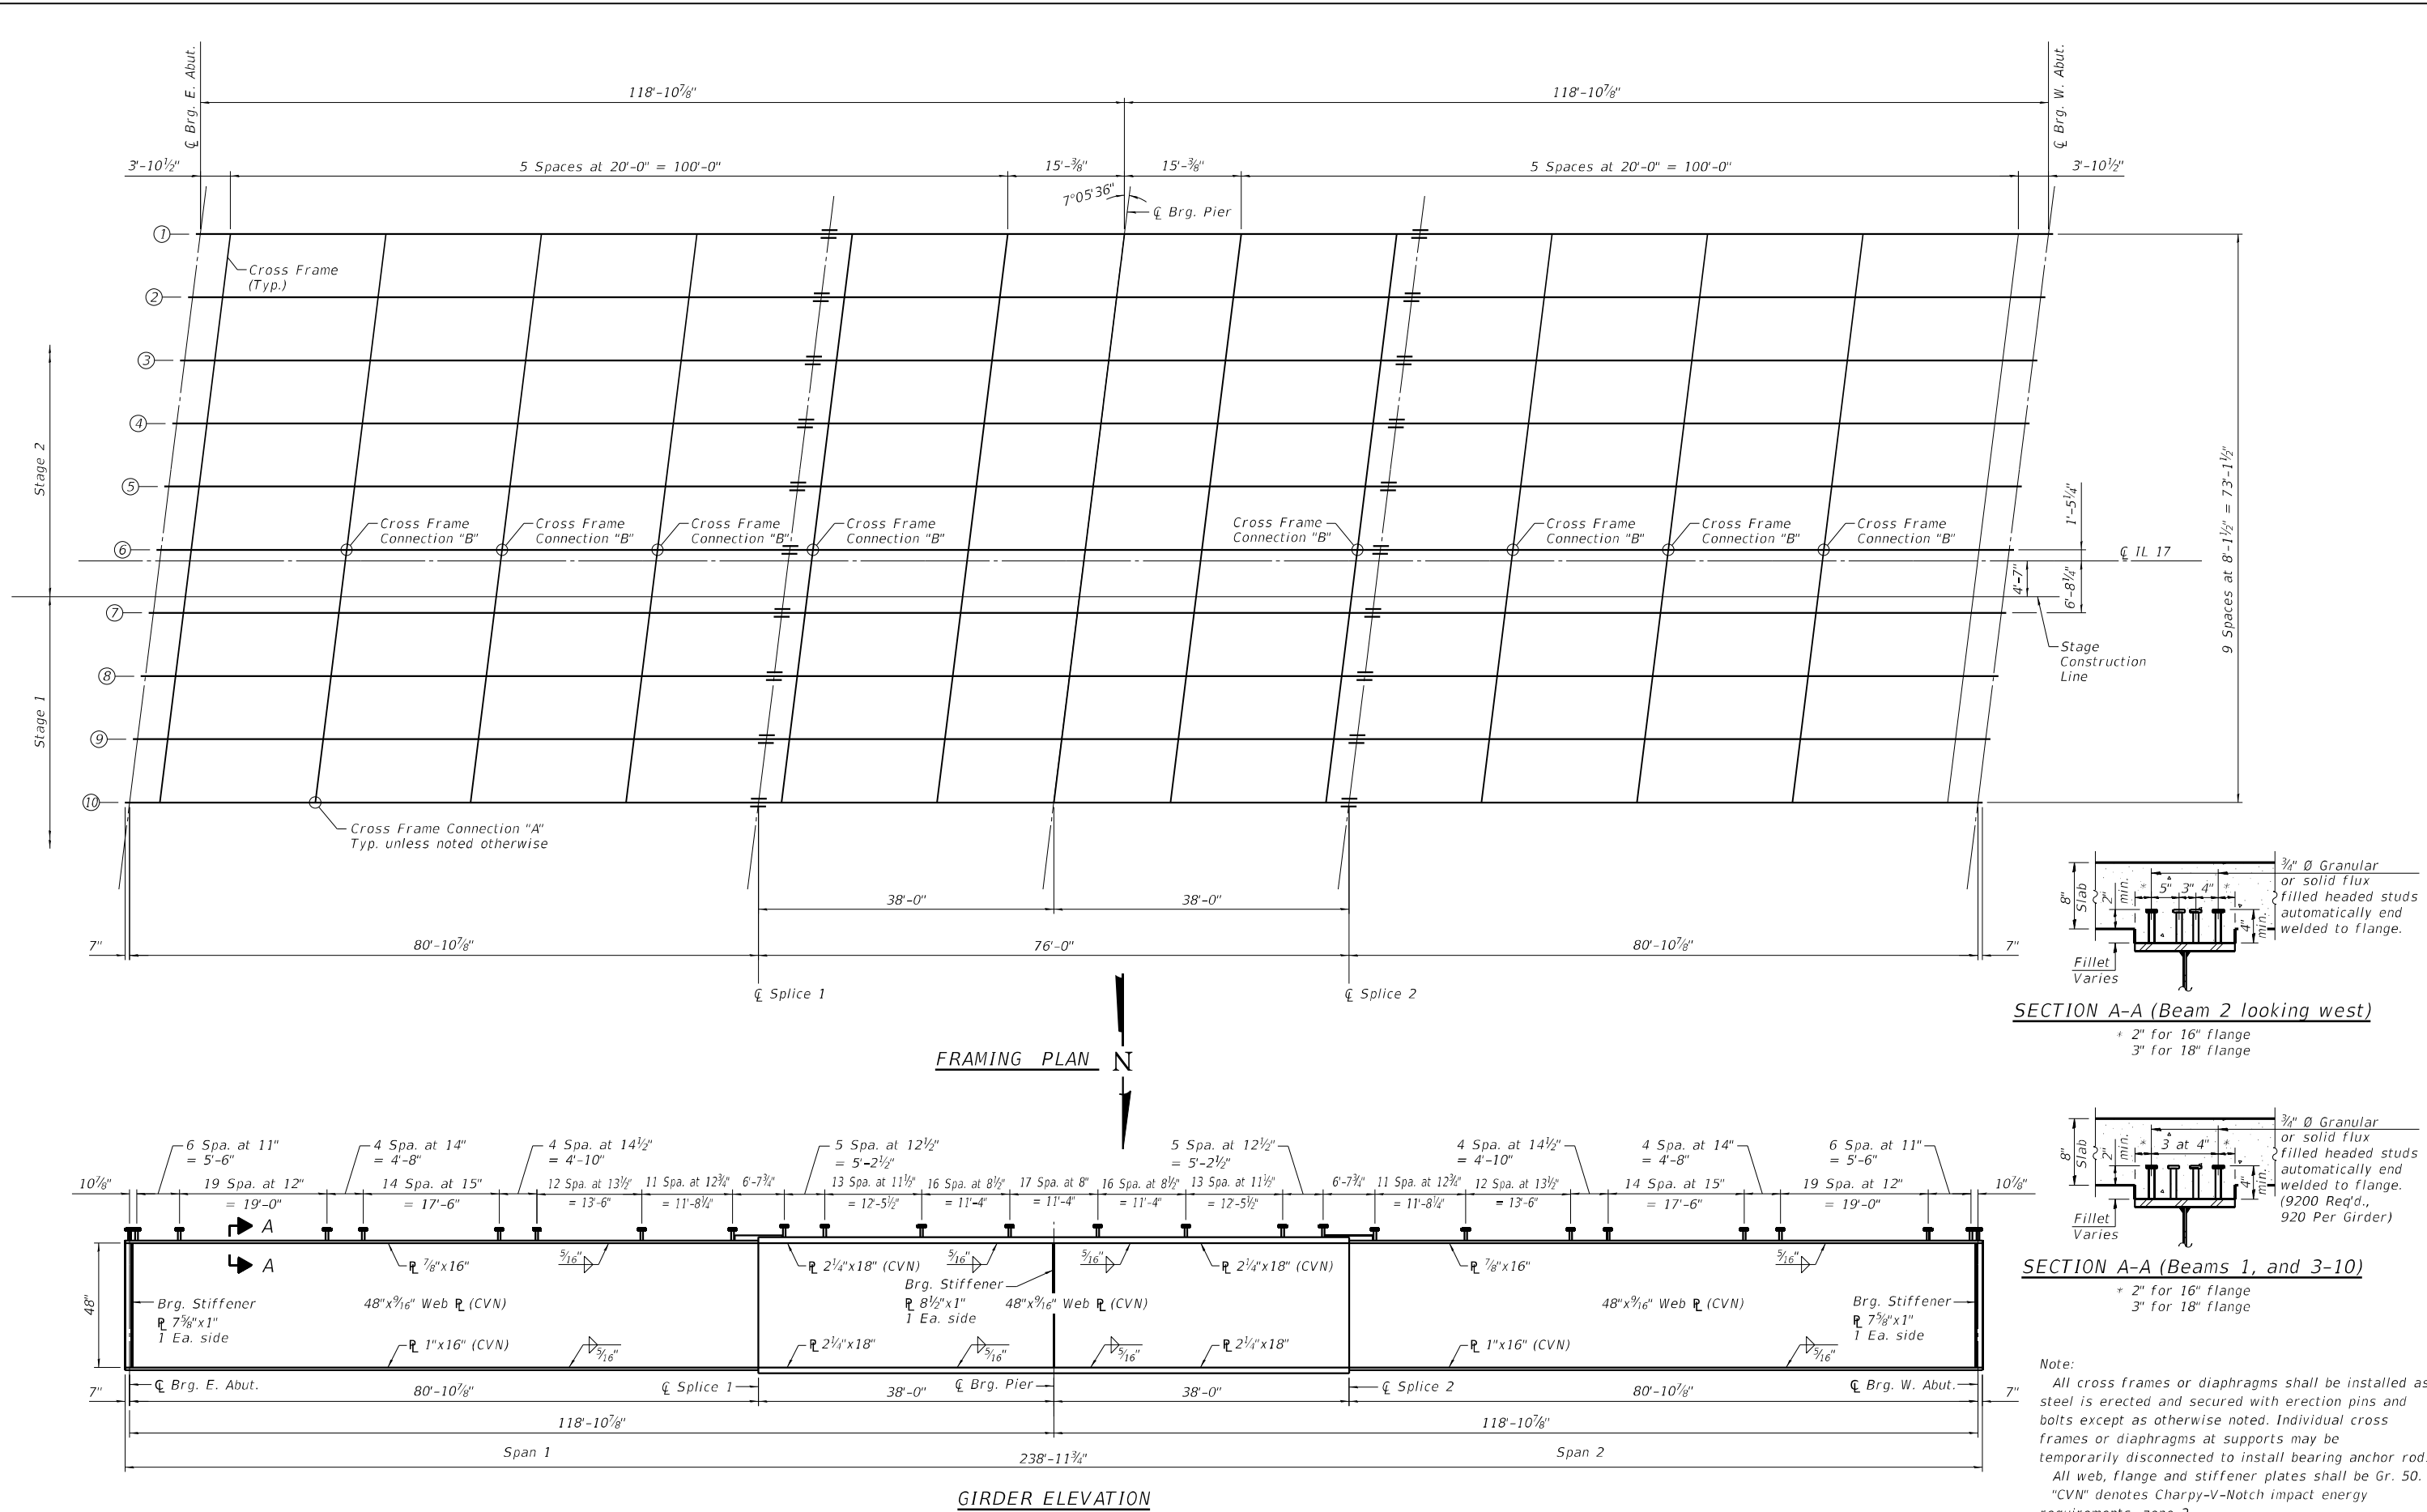 ℄ Brg. E. Abut.
℄ Brg. W. Abut.
118'-10⅞"
118'-10⅞"
3'-10½"
5 Spaces at 20'-0" = 100'-0"
15'-⅜"
15'-⅜"
5 Spaces at 20'-0" = 100'-0"
3'-10½"
7°05'36"
℄ Brg. Pier
1
Cross Frame
(Typ.)
2
3
4
5
6
7
8
9
10
Stage 2
Stage 1
Cross Frame
Connection "B"
Cross Frame
Connection "B"
Cross Frame
Connection "B"
Cross Frame
Connection "B"
Cross Frame
Connection "B"
Cross Frame
Connection "B"
Cross Frame
Connection "B"
Cross Frame
Connection "B"
℄ IL 17
1'-5¼"
4'-7"
6'-8¼"
9 Spaces at 8'-1½" = 73'-1½"
Stage
Construction
Line
Cross Frame Connection "A"
Typ. unless noted otherwise
38'-0"
38'-0"
7"
80'-10⅞"
76'-0"
80'-10⅞"
7"
℄ Splice 1
℄ Splice 2
FRAMING PLAN
N
8"
Slab
2"
min.
* 5" 3" 4" *
4"
min.
Fillet
Varies
¾" Ø Granular
or solid flux
filled headed studs
automatically end
welded to flange.
SECTION A-A (Beam 2 looking west)
* 2" for 16" flange
3" for 18" flange
8"
Slab
2"
min.
* 3 at 4" *
4"
min.
Fillet
Varies
¾" Ø Granular
or solid flux
filled headed studs
automatically end
welded to flange.
(9200 Req'd.,
920 Per Girder)
SECTION A-A (Beams 1, and 3-10)
* 2" for 16" flange
3" for 18" flange
6 Spa. at 11"
= 5'-6"
4 Spa. at 14"
= 4'-8"
4 Spa. at 14½"
= 4'-10"
5 Spa. at 12½"
= 5'-2½"
5 Spa. at 12½"
= 5'-2½"
4 Spa. at 14½"
= 4'-10"
4 Spa. at 14"
= 4'-8"
6 Spa. at 11"
= 5'-6"
10⅞"
19 Spa. at 12"
= 19'-0"
14 Spa. at 15"
= 17'-6"
12 Spa. at 13½"
= 13'-6"
11 Spa. at 12¾"
= 11'-8¼"
6'-7¾"
13 Spa. at 11½"
= 12'-5½"
16 Spa. at 8½"
= 11'-4"
17 Spa. at 8"
= 11'-4"
16 Spa. at 8½"
= 11'-4"
13 Spa. at 11½"
= 12'-5½"
6'-7¾"
11 Spa. at 12¾"
= 11'-8¼"
12 Spa. at 13½"
= 13'-6"
14 Spa. at 15"
= 17'-6"
19 Spa. at 12"
= 19'-0"
10⅞"
A
A
48"
℄ Brg. E. Abut.
Brg. Stiffener
℞ 7⅝"x1"
1 Ea. side
℞ ⅞"x16"
5/16"
48"x9/16" Web ℞ (CVN)
℞ 1"x16" (CVN)
5/16"
℞ 2¼"x18" (CVN)
5/16"
Brg. Stiffener
℞ 8½"x1"
1 Ea. side
℞ 2¼"x18"
5/16"
5/16"
℞ 2¼"x18" (CVN)
48"x9/16" Web ℞ (CVN)
5/16"
℞ 2¼"x18"
℞ ⅞"x16"
5/16"
48"x9/16" Web ℞ (CVN)
Brg. Stiffener
℞ 7⅝"x1"
1 Ea. side
℞ 1"x16" (CVN)
5/16"
℄ Splice 1
℄ Brg. Pier
℄ Splice 2
℄ Brg. W. Abut.
7"
80'-10⅞"
38'-0"
38'-0"
80'-10⅞"
7"
118'-10⅞"
118'-10⅞"
Span 1
Span 2
238'-11¾"
GIRDER ELEVATION
Note:
All cross frames or diaphragms shall be installed as
steel is erected and secured with erection pins and
bolts except as otherwise noted. Individual cross
frames or diaphragms at supports may be
temporarily disconnected to install bearing anchor rod
All web, flange and stiffener plates shall be Gr. 50.
"CVN" denotes Charpy-V-Notch impact energy